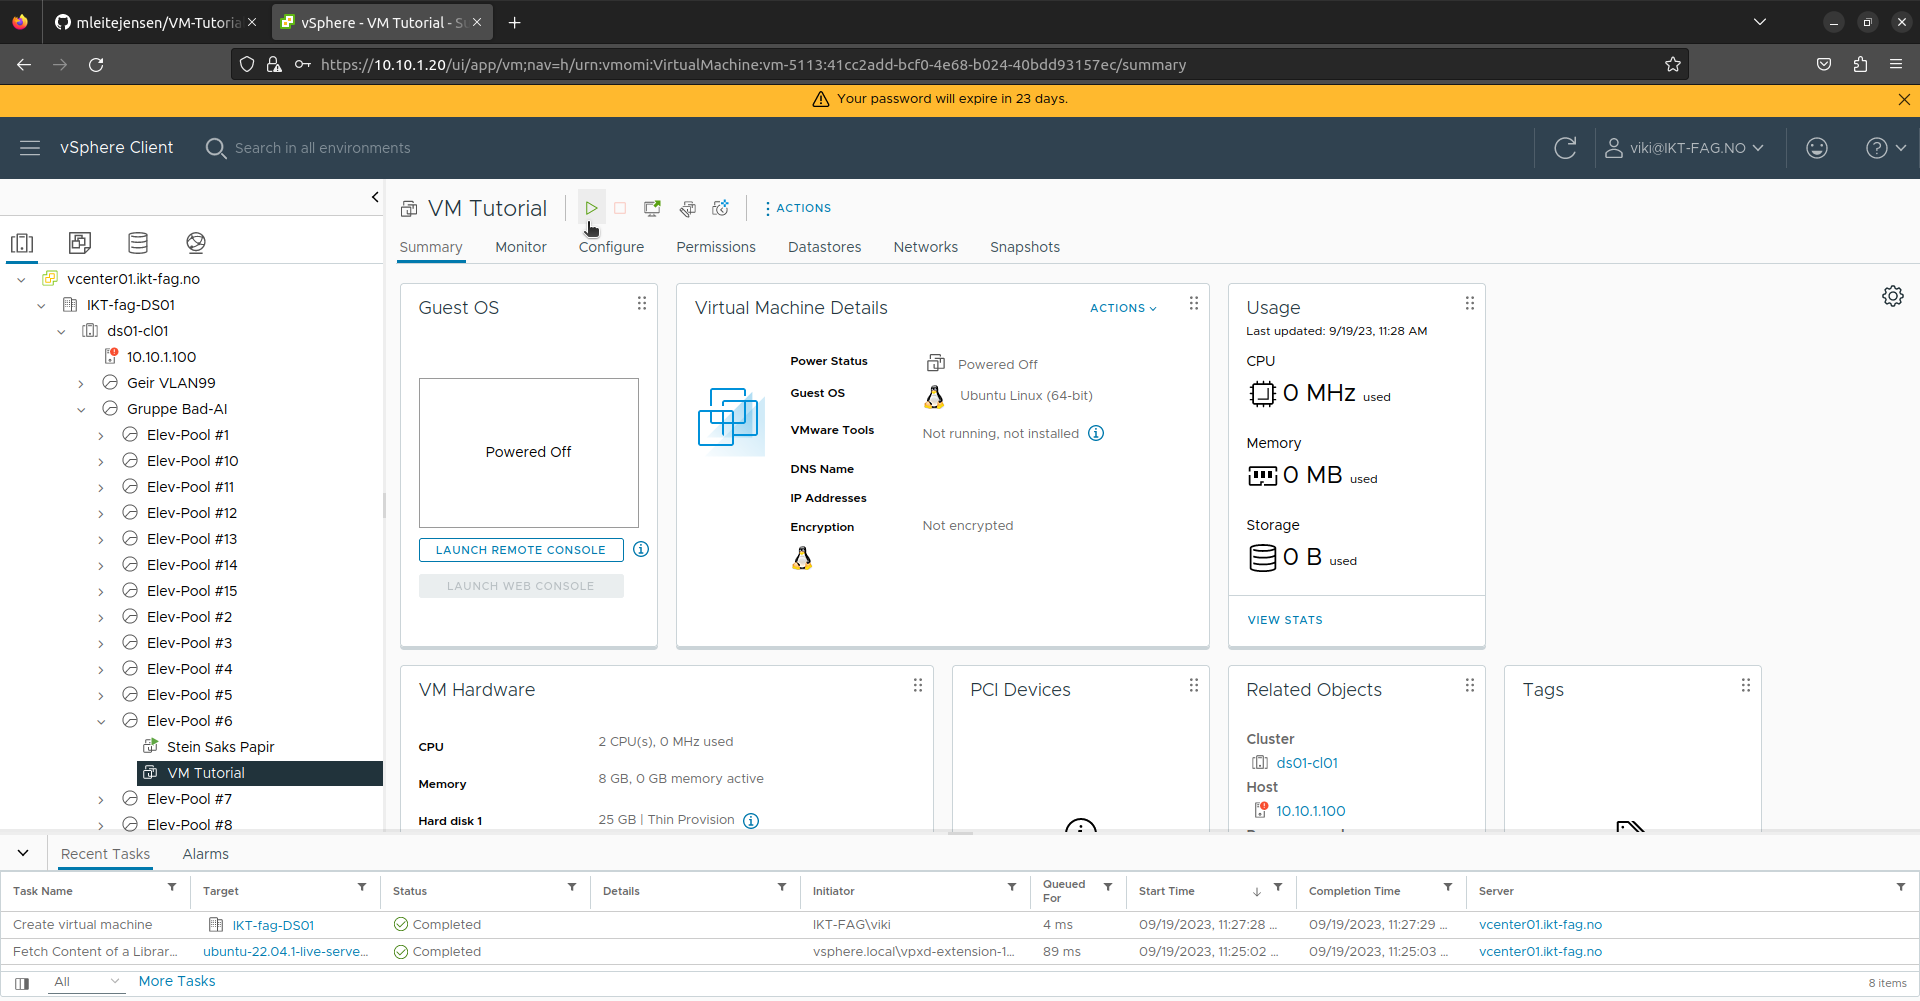 mleitejensen/VM-Tutoria
vSphere - VM Tutorial - Su
https://10.10.1.20/ui/app/vm;nav=h/urn:vmomi:VirtualMachine:vm-5113:41cc2add-bcf0-4e68-b024-40bdd93157ec/summary
Your password will expire in 23 days.
vSphere Client
Search in all environments
viki@IKT-FAG.NO
VM Tutorial
ACTIONS
Summary Monitor Configure Permissions Datastores Networks Snapshots
vcenter01.ikt-fag.no
IKT-fag-DS01
ds01-cl01
10.10.1.100
Geir VLAN99
Gruppe Bad-AI
Elev-Pool #1
Elev-Pool #10
Elev-Pool #11
Elev-Pool #12
Elev-Pool #13
Elev-Pool #14
Elev-Pool #15
Elev-Pool #2
Elev-Pool #3
Elev-Pool #4
Elev-Pool #5
Elev-Pool #6
Stein Saks Papir
VM Tutorial
Elev-Pool #7
Elev-Pool #8
Guest OS
Powered Off
LAUNCH REMOTE CONSOLE
LAUNCH WEB CONSOLE
Virtual Machine Details
ACTIONS
Power Status Powered Off
Guest OS Ubuntu Linux (64-bit)
VMware Tools Not running, not installed
DNS Name
IP Addresses
Encryption Not encrypted
Usage
Last updated: 9/19/23, 11:28 AM
CPU
0 MHz used
Memory
0 MB used
Storage
0 B used
VIEW STATS
VM Hardware
CPU 2 CPU(s), 0 MHz used
Memory 8 GB, 0 GB memory active
Hard disk 1 25 GB | Thin Provision
PCI Devices
Related Objects
Cluster
ds01-cl01
Host
10.10.1.100
Tags
Recent Tasks Alarms
Task Name Target Status Details Initiator Queued For Start Time Completion Time Server
Create virtual machine IKT-fag-DS01 Completed IKT-FAG\viki 4 ms 09/19/2023, 11:27:28 ... 09/19/2023, 11:27:29 ... vcenter01.ikt-fag.no
Fetch Content of a Librar... ubuntu-22.04.1-live-serve... Completed vsphere.local\vpxd-extension-1... 89 ms 09/19/2023, 11:25:02 ... 09/19/2023, 11:25:03 ... vcenter01.ikt-fag.no
All More Tasks
8 items